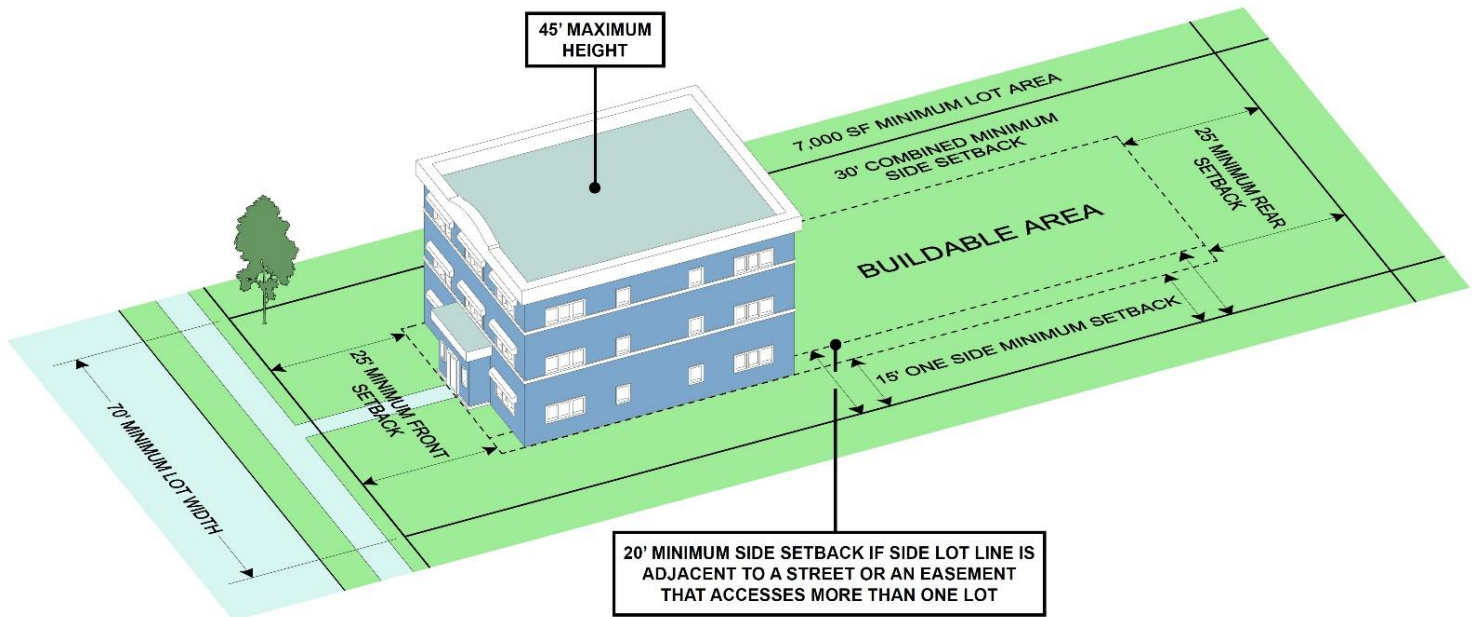 45’ MAXIMUM
HEIGHT
7,000 SF MINIMUM LOT AREA
30' COMBINED MINIMUM
SIDE SETBACK
25' MINIMUM REAR
SETBACK
BUILDABLE AREA
15' ONE SIDE MINIMUM SETBACK
25' MINIMUM FRONT
SETBACK
70' MINIMUM LOT WIDTH
20’ MINIMUM SIDE SETBACK IF SIDE LOT LINE IS
ADJACENT TO A STREET OR AN EASEMENT
THAT ACCESSES MORE THAN ONE LOT